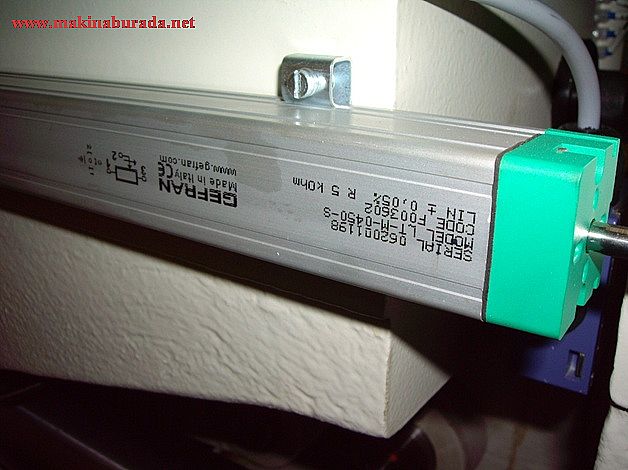 www.makinaburada.net
SERIAL 0620D1198
MODEL LT-M-0450-S
CODE F003602
LIN ± 0,05% R 5 kOhm
GEFRAN
Made in Italy CE
www.gefran.com